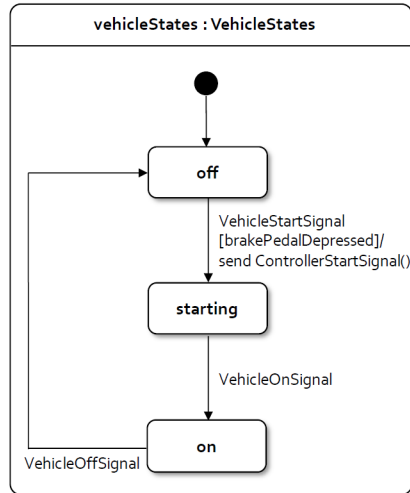 vehicleStates : VehicleStates
off
VehicleStartSignal
[brakePedalDepressed]/
send ControllerStartSignal()
starting
VehicleOnSignal
on
VehicleOffSignal